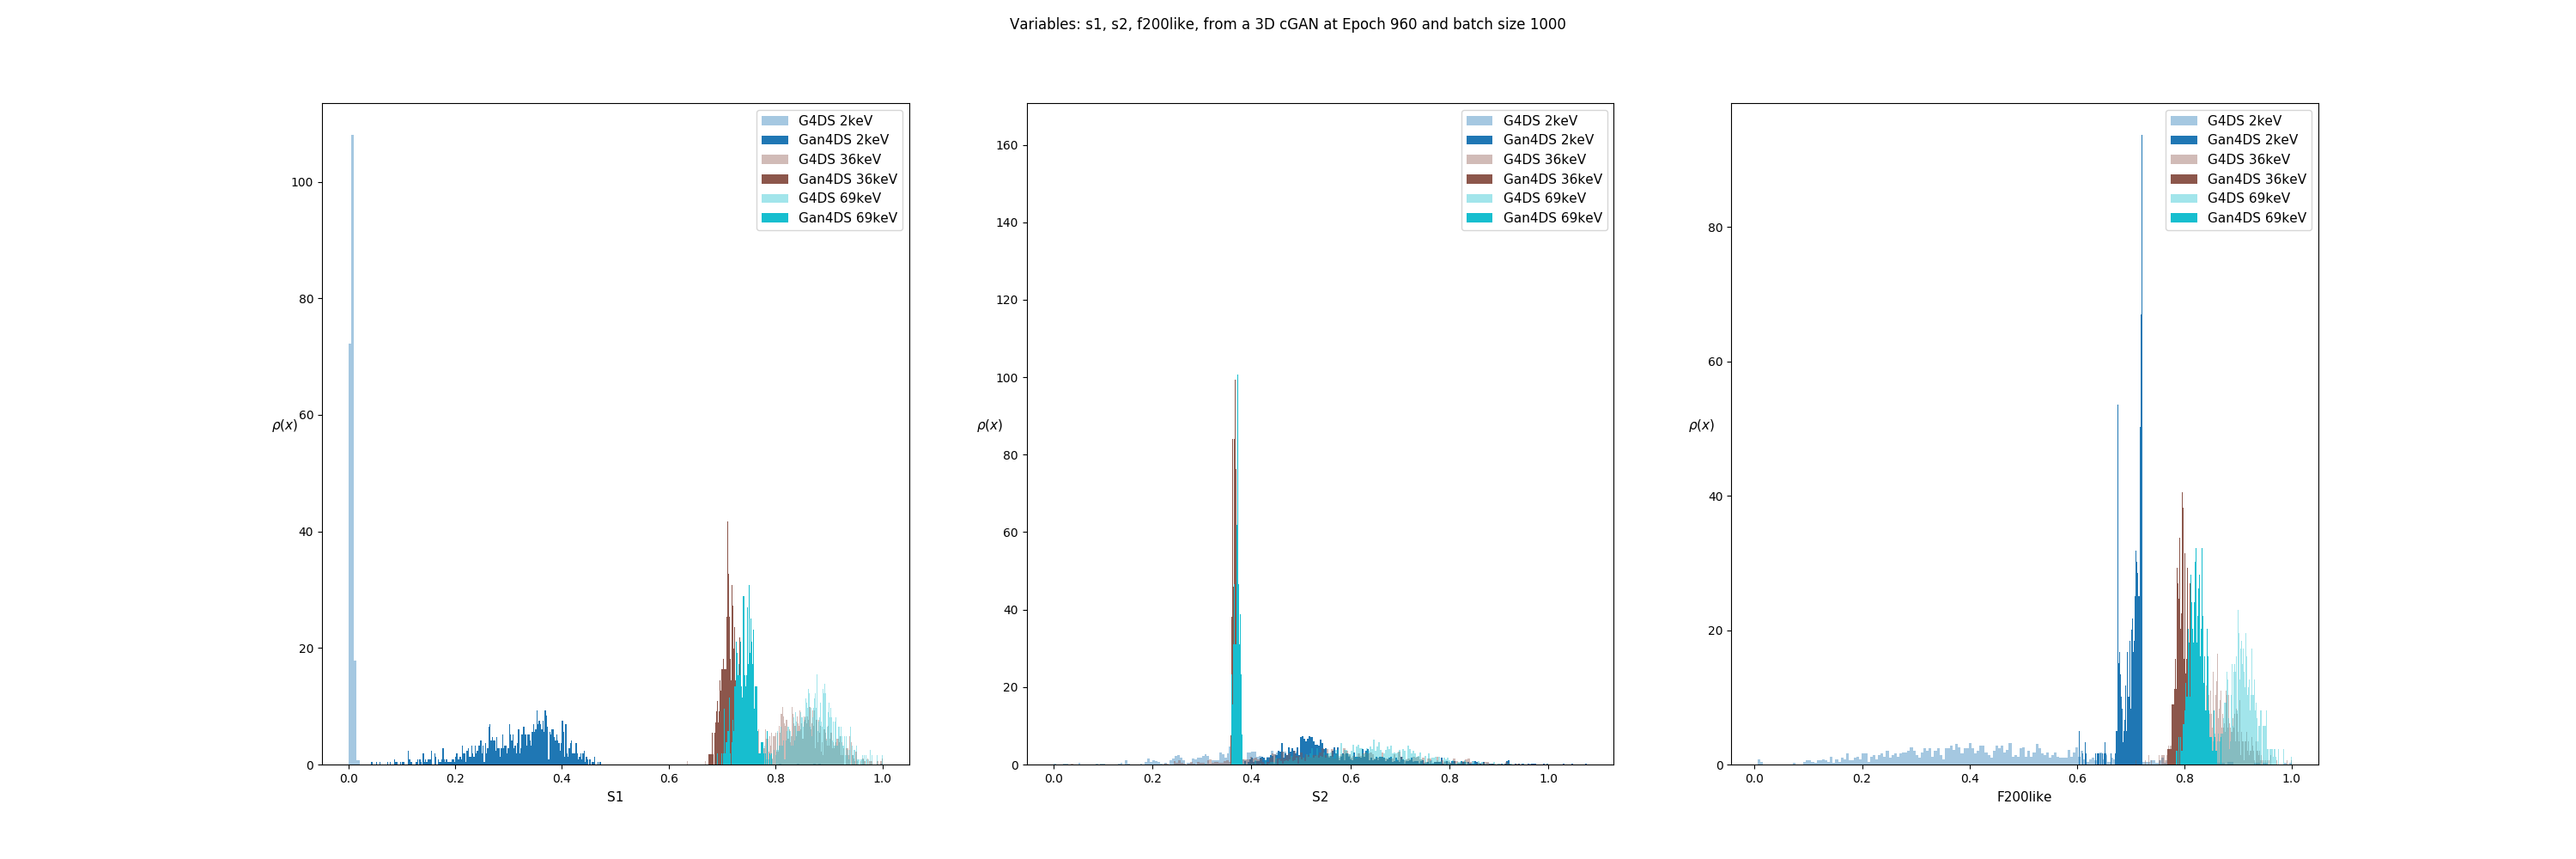 Variables: s1, s2, f200like, from a 3D cGAN at Epoch 960 and batch size 1000
G4DS 2keV
Gan4DS 2keV
G4DS 36keV
Gan4DS 36keV
G4DS 69keV
Gan4DS 69keV
100
80
60
40
20
0
ρ(x)
0.0 0.2 0.4 0.6 0.8 1.0
S1
G4DS 2keV
Gan4DS 2keV
G4DS 36keV
Gan4DS 36keV
G4DS 69keV
Gan4DS 69keV
160
140
120
100
80
60
40
20
0
ρ(x)
0.0 0.2 0.4 0.6 0.8 1.0
S2
G4DS 2keV
Gan4DS 2keV
G4DS 36keV
Gan4DS 36keV
G4DS 69keV
Gan4DS 69keV
80
60
40
20
0
ρ(x)
0.0 0.2 0.4 0.6 0.8 1.0
F200like